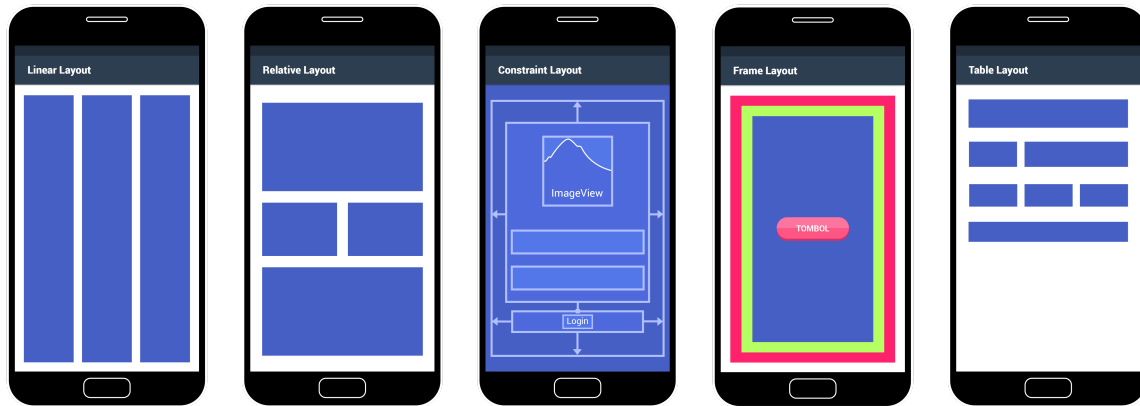 Linear Layout
Relative Layout
Constraint Layout
ImageView
Login
Frame Layout
TOMBOL
Table Layout